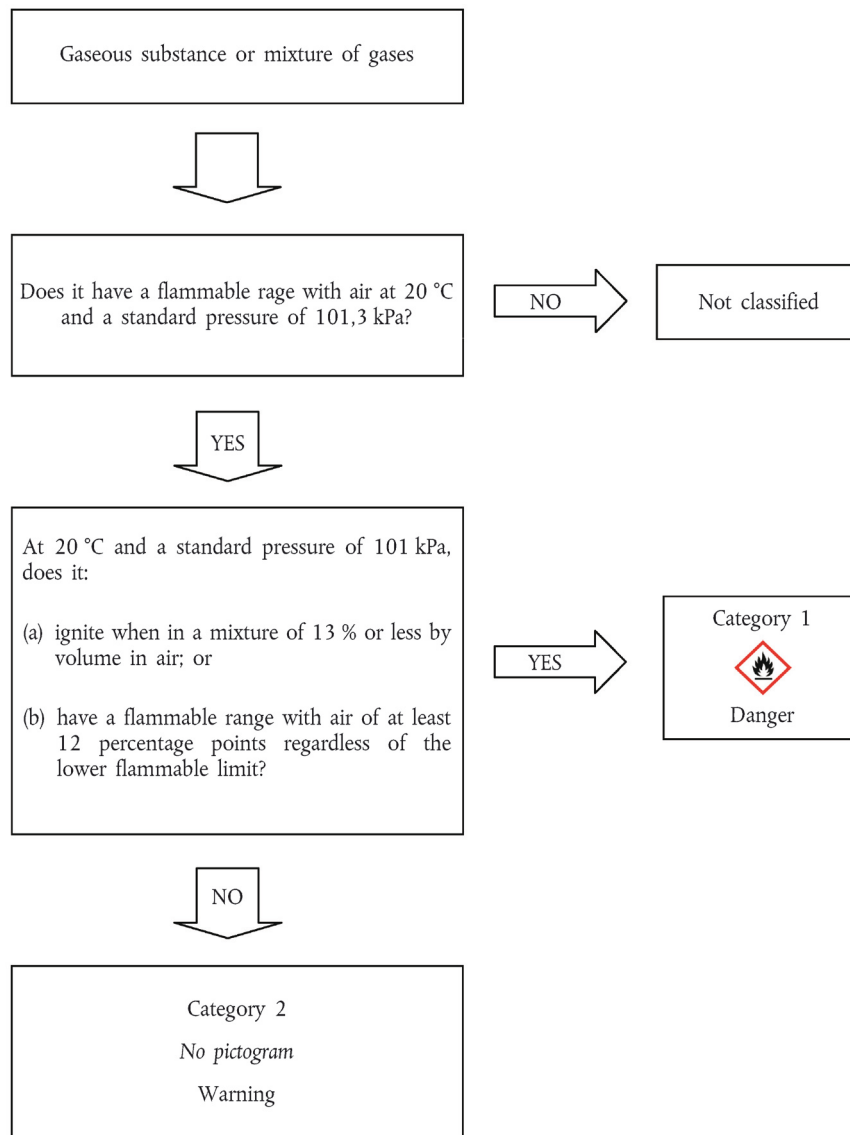 Gaseous substance or mixture of gases
Does it have a flammable rage with air at 20 °C
and a standard pressure of 101,3 kPa?
NO
Not classified
YES
At 20 °C and a standard pressure of 101 kPa,
does it:
(a) ignite when in a mixture of 13 % or less by
volume in air; or
(b) have a flammable range with air of at least
12 percentage points regardless of the
lower flammable limit?
YES
Category 1
Danger
NO
Category 2
No pictogram
Warning